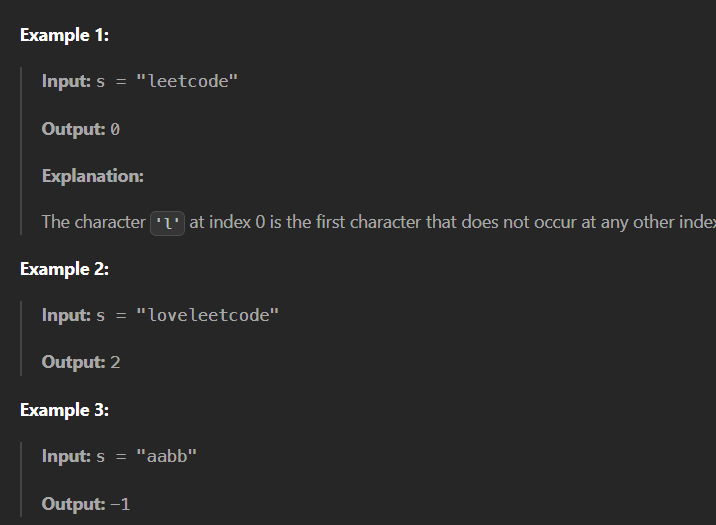 Example 1:
Input: s = "leetcode"
Output: 0
Explanation:
The character 'l' at index 0 is the first character that does not occur at any other index
Example 2:
Input: s = "loveleetcode"
Output: 2
Example 3:
Input: s = "aabb"
Output: -1